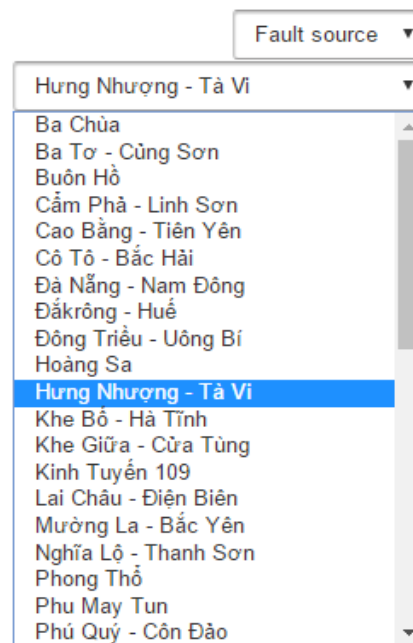 Fault source
Hưng Nhượng - Tà Vi
Ba Chùa
Ba Tơ - Củng Sơn
Buôn Hồ
Cẩm Phả - Linh Sơn
Cao Bằng - Tiên Yên
Cô Tô - Bắc Hải
Đà Nẵng - Nam Đông
Đắkrông - Huế
Đông Triều - Uông Bí
Hoàng Sa
Hưng Nhượng - Tà Vi
Khe Bố - Hà Tĩnh
Khe Giữa - Cửa Tùng
Kinh Tuyến 109
Lai Châu - Điện Biên
Mường La - Bắc Yên
Nghĩa Lộ - Thanh Sơn
Phong Thổ
Phu May Tun
Phú Quý - Côn Đảo